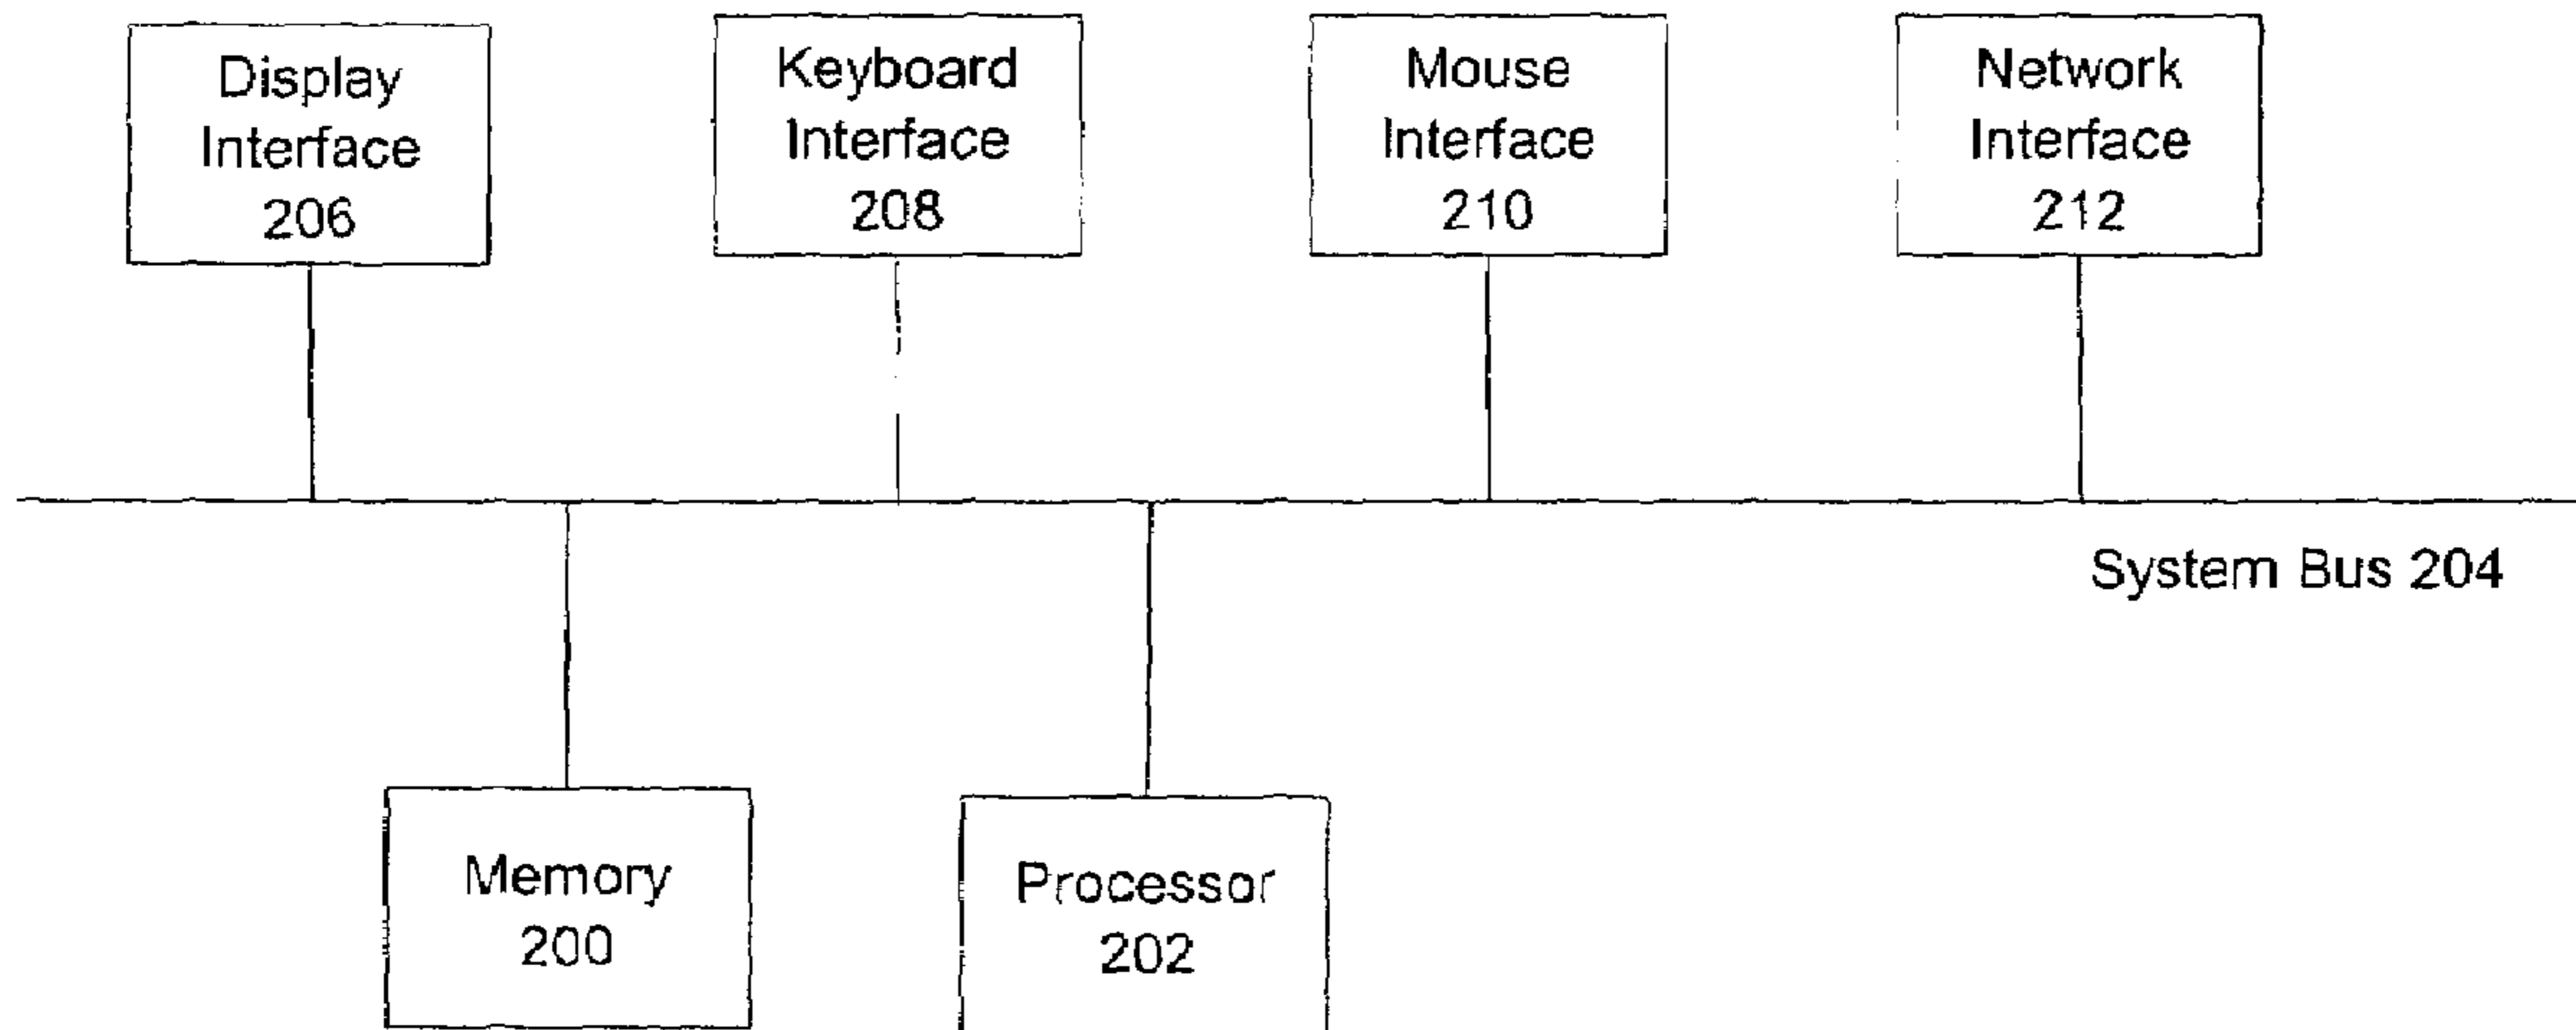 Display
Interface
206
Keyboard
Interface
208
Mouse
Interface
210
Network
Interface
212
System Bus 204
Memory
200
Processor
202